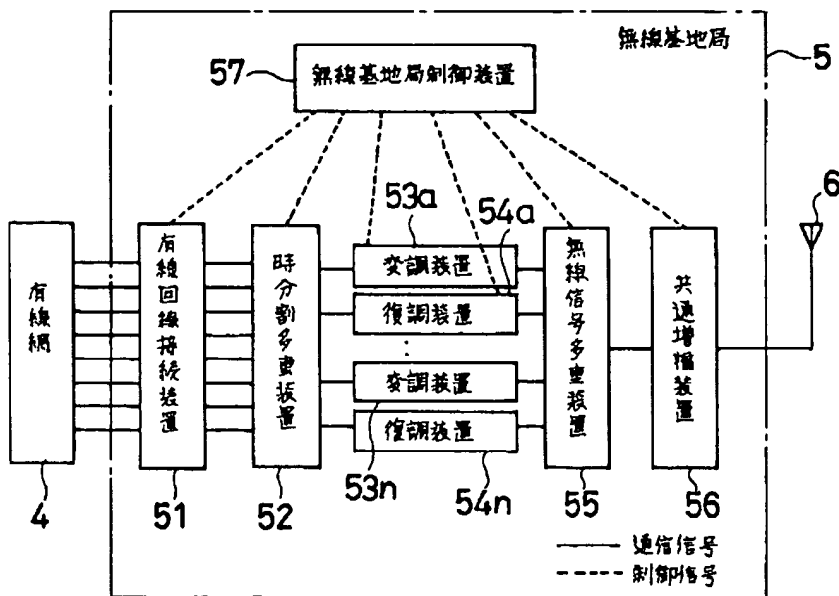 無線基地局
5
57
無線基地局制御装置
6
53a
54a
有線網
有線回線接続装置
時分割多重装置
変調装置
復調装置
変調装置
復調装置
無線信号多重装置
共通増幅装置
4
51
52
53n
54n
55
56
通信信号
制御信号